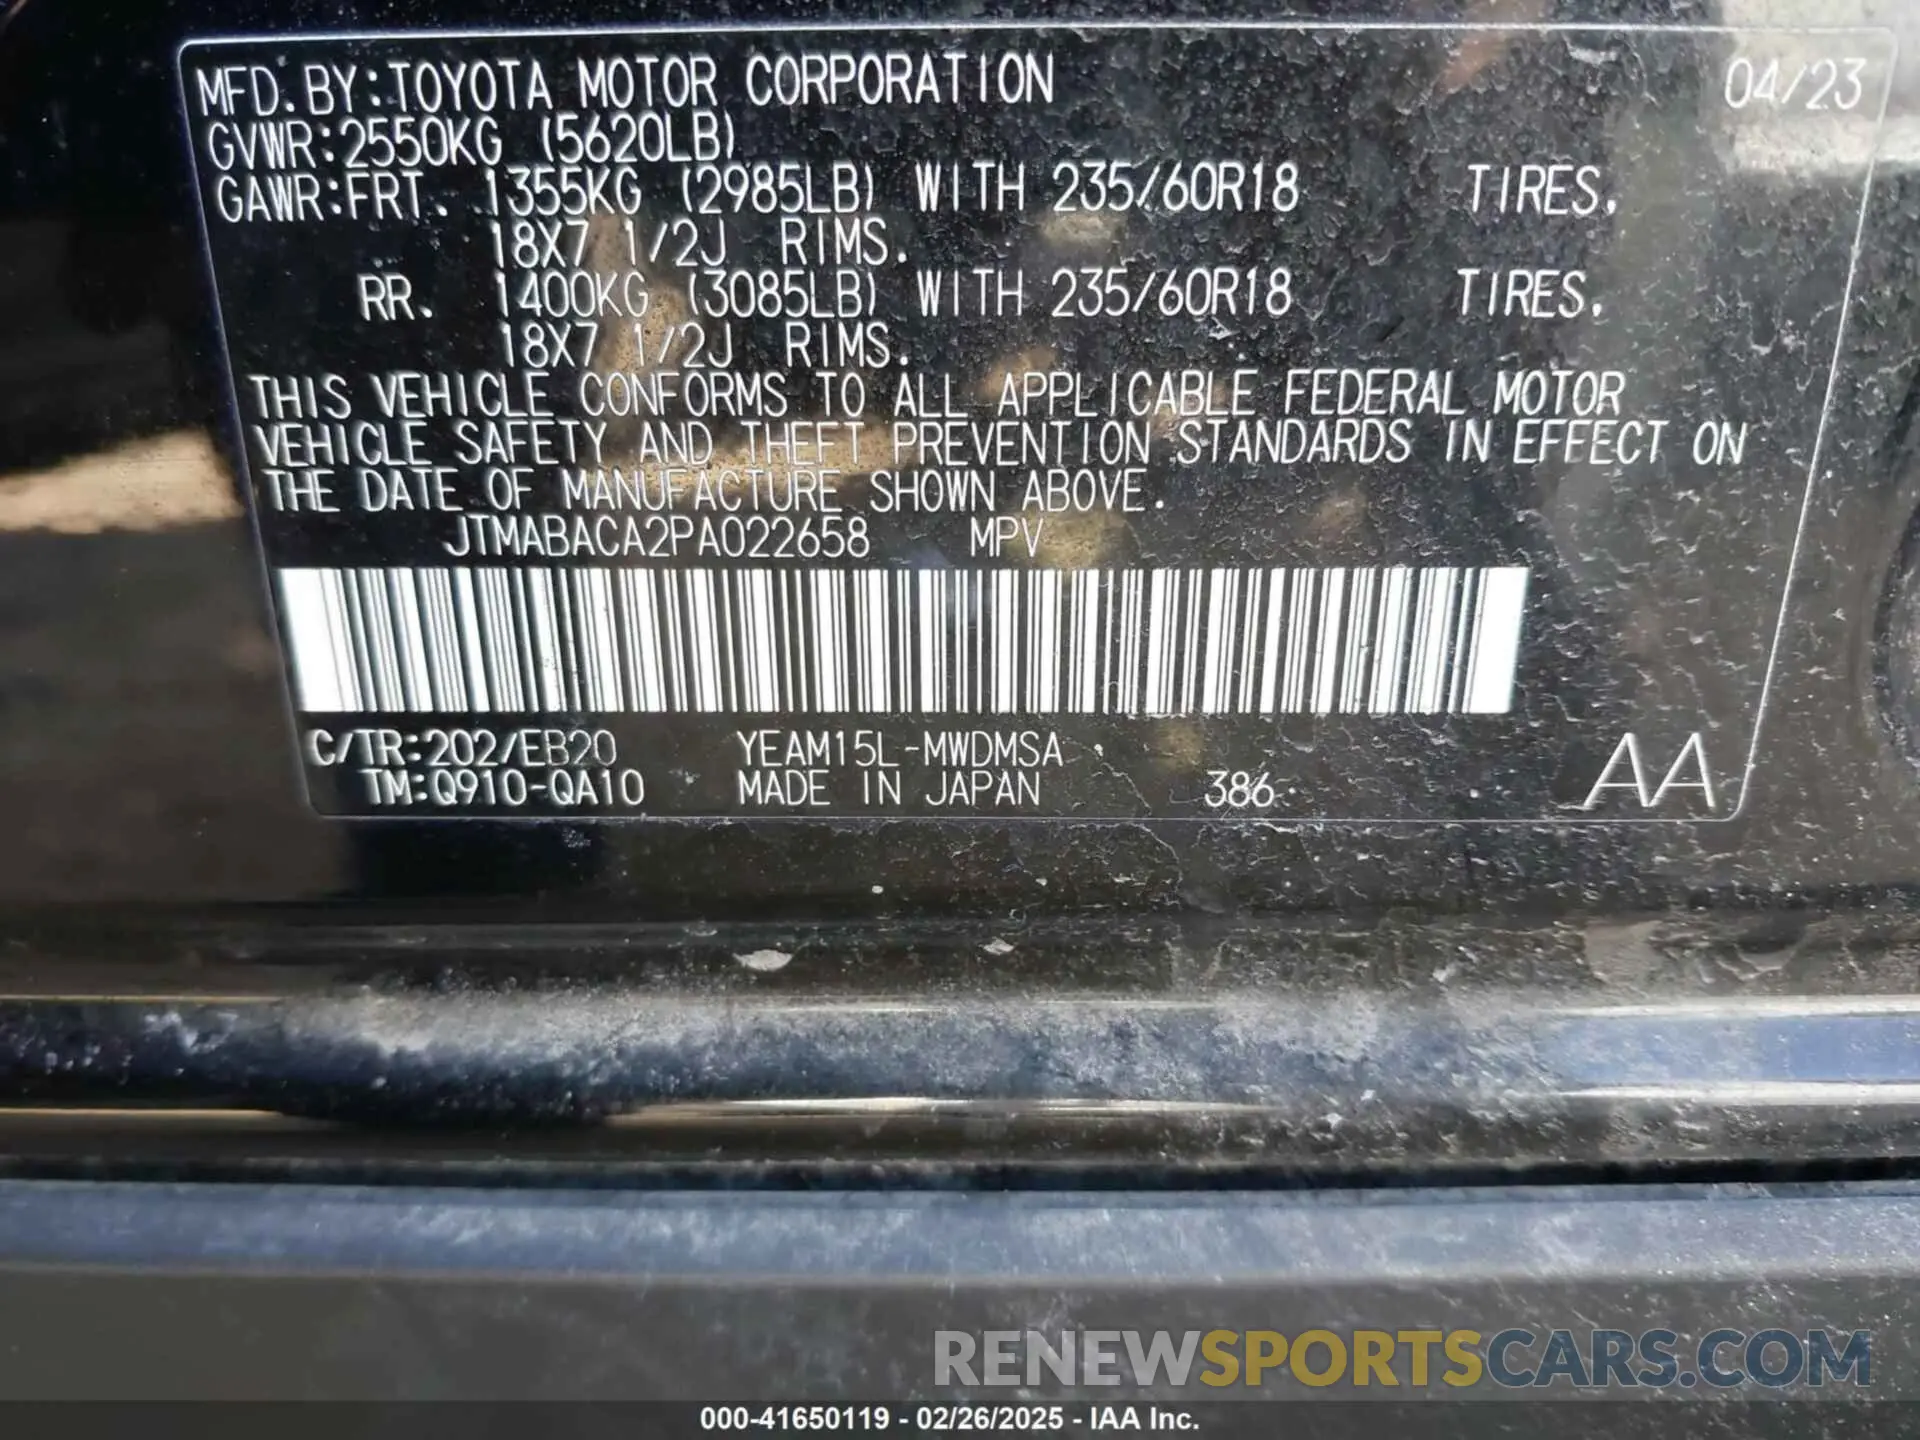 MFD. BY: TOYOTA MOTOR CORPORATION 04/23
GVWR: 2550KG (5620LB)
GAWR: FRT. 1355KG (2985LB) WITH 235/60R18 TIRES.
18X7 1/2J RIMS.
RR. 1400KG (3085LB) WITH 235/60R18 TIRES.
18X7 1/2J RIMS.
THIS VEHICLE CONFORMS TO ALL APPLICABLE FEDERAL MOTOR
VEHICLE SAFETY AND THEFT PREVENTION STANDARDS IN EFFECT ON
THE DATE OF MANUFACTURE SHOWN ABOVE.
JTMABACA2PA022658 MPV
C/TR: 202/EB20 YEAM15L-MWDMSA
TM: Q910-QA10 MADE IN JAPAN 386 AA
RENEWSPORTSCARS.COM
000-41650119 - 02/26/2025 - IAA Inc.